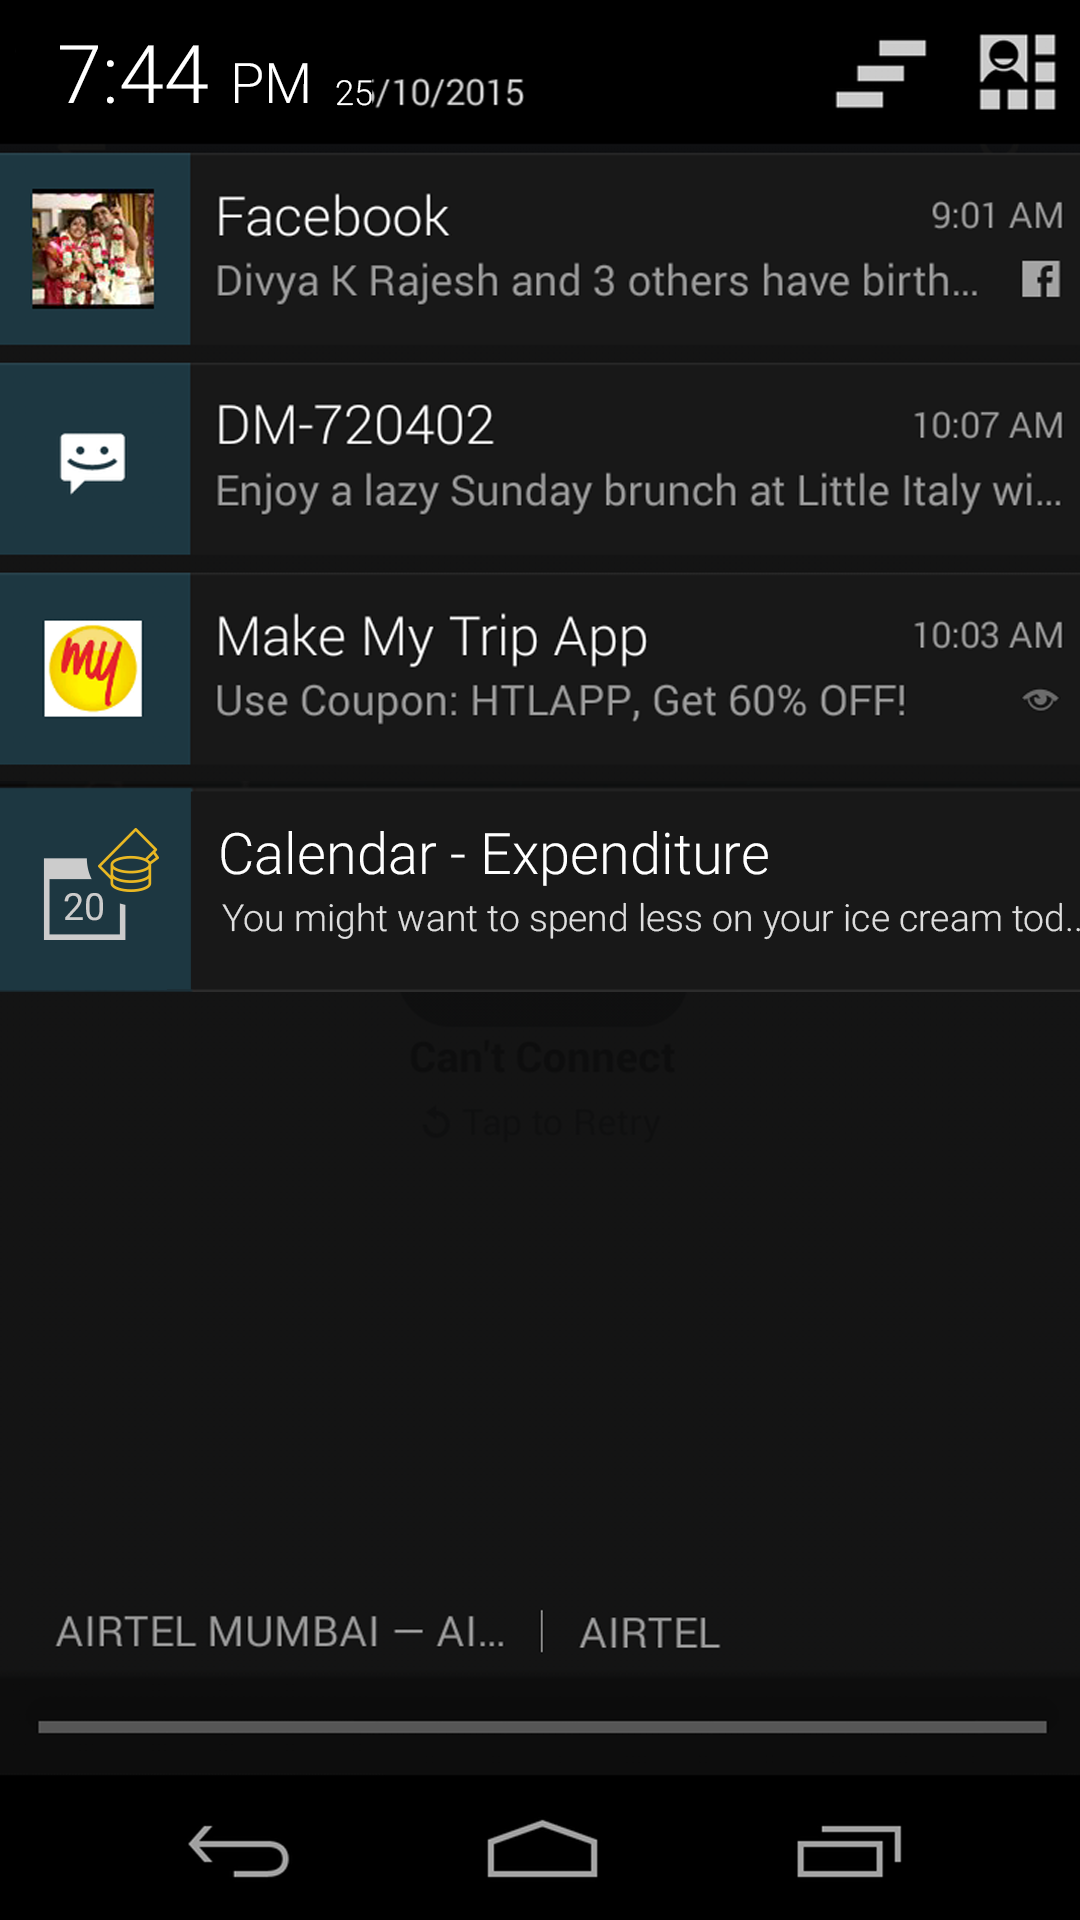 7:44 PM 25/10/2015
Facebook 9:01 AM
Divya K Rajesh and 3 others have birth...
DM-720402 10:07 AM
Enjoy a lazy Sunday brunch at Little Italy wi...
my
Make My Trip App 10:03 AM
Use Coupon: HTLAPP, Get 60% OFF!
20
Calendar - Expenditure
You might want to spend less on your ice cream tod..
Can't Connect
Tap to Retry
AIRTEL MUMBAI — AI... | AIRTEL